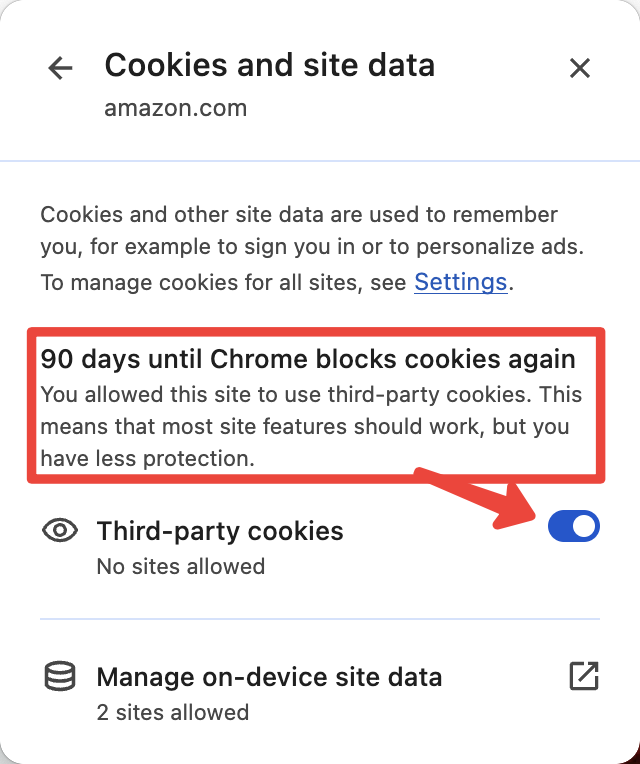 Cookies and site data
amazon.com
Cookies and other site data are used to remember
you, for example to sign you in or to personalize ads.
To manage cookies for all sites, see Settings.
90 days until Chrome blocks cookies again
You allowed this site to use third-party cookies. This
means that most site features should work, but you
have less protection.
Third-party cookies
No sites allowed
Manage on-device site data
2 sites allowed